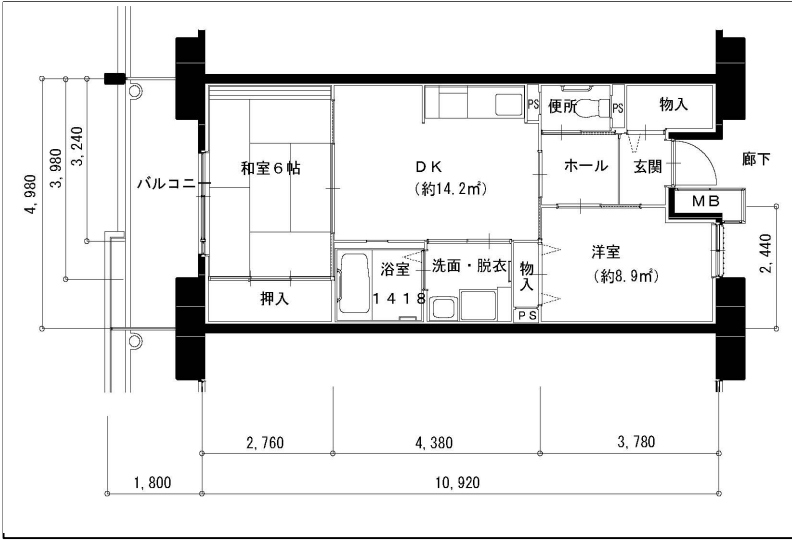 便所
PS
PS
物入
和室6帖
DK
(約14.2㎡)
ホール
玄関
廊下
バルコニ
MB
洋室
(約8.9㎡)
浴室
1418
洗面・脱衣
物入
押入
PS
4,980
3,980
3,240
2,440
2,760
4,380
3,780
1,800
10,920